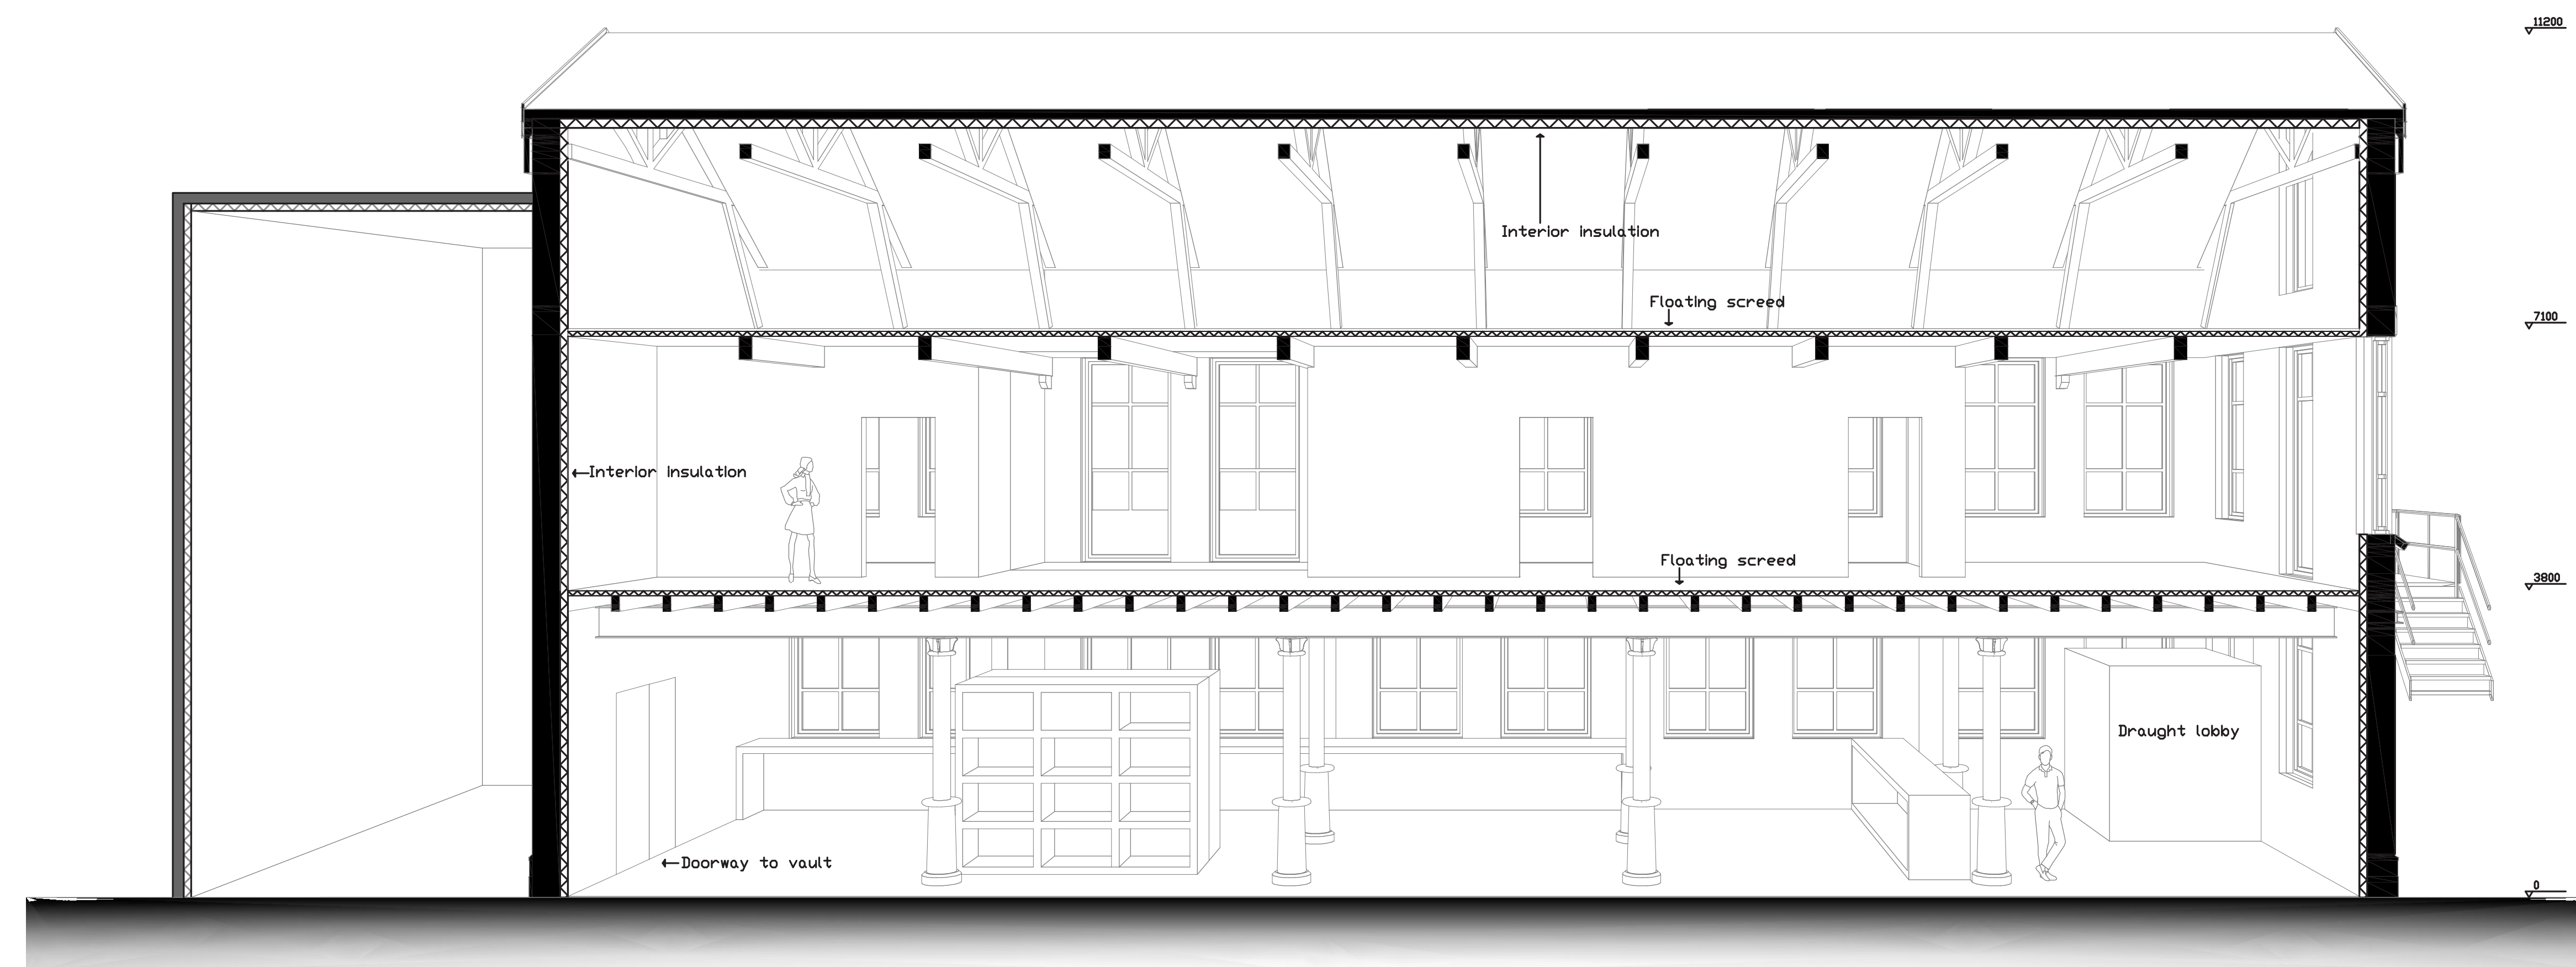 11200
Interior insulation
Floating screed
7100
Interior insulation
Floating screed
3800
Draught lobby
Doorway to vault
0